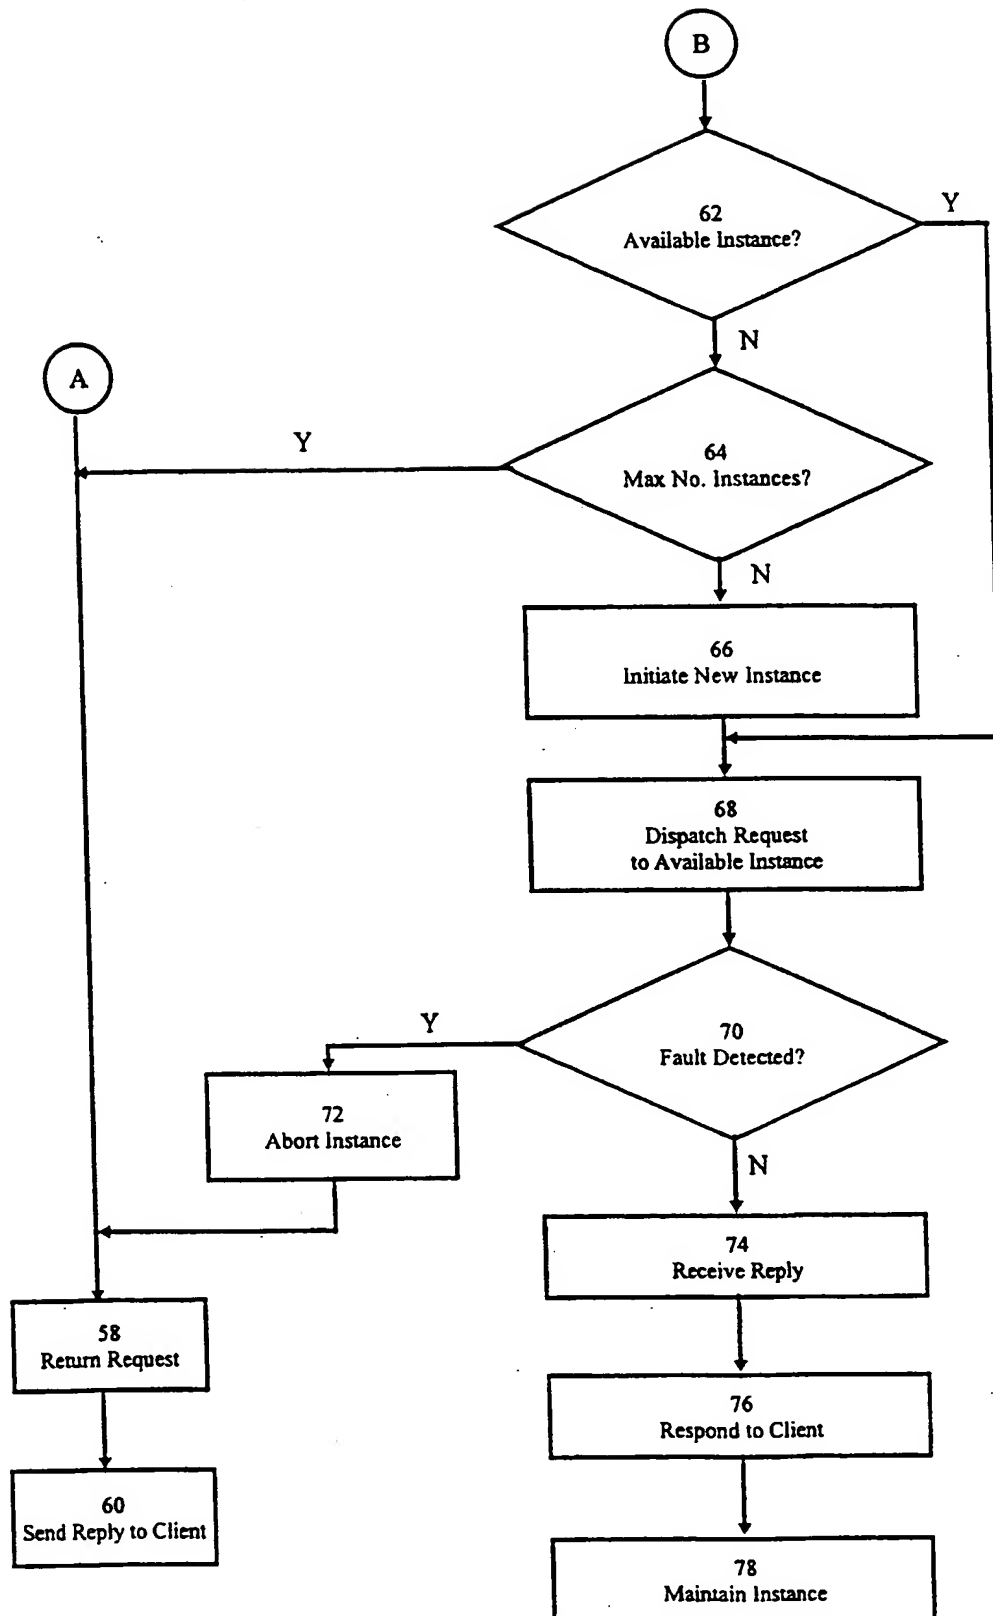 B
62
Available Instance?
Y
N
A
Y
64
Max No. Instances?
N
66
Initiate New Instance
68
Dispatch Request
to Available Instance
Y
70
Fault Detected?
72
Abort Instance
N
74
Receive Reply
58
Return Request
76
Respond to Client
60
Send Reply to Client
78
Maintain Instance